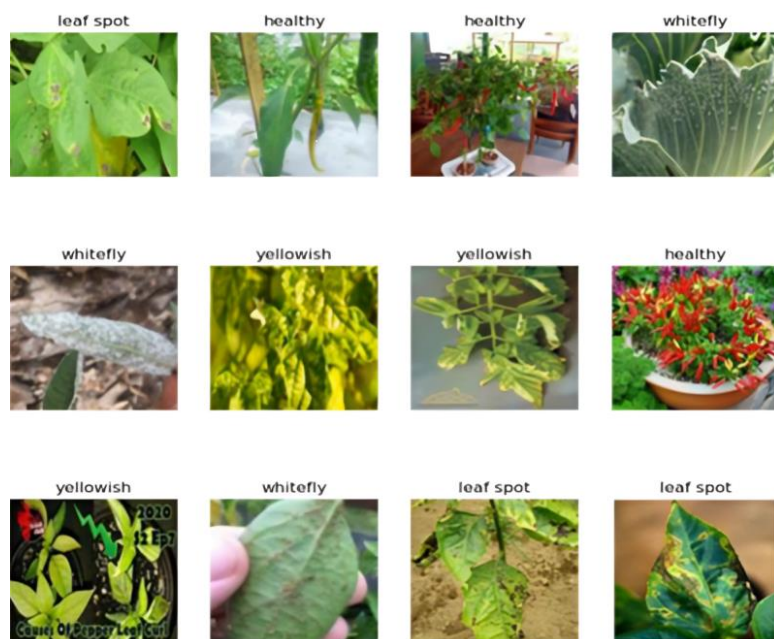 leaf spot
healthy
healthy
whitefly
whitefly
yellowish
yellowish
healthy
yellowish
whitefly
leaf spot
leaf spot
2020
S2 Ep7
Causes Of Pepper Leaf Curl